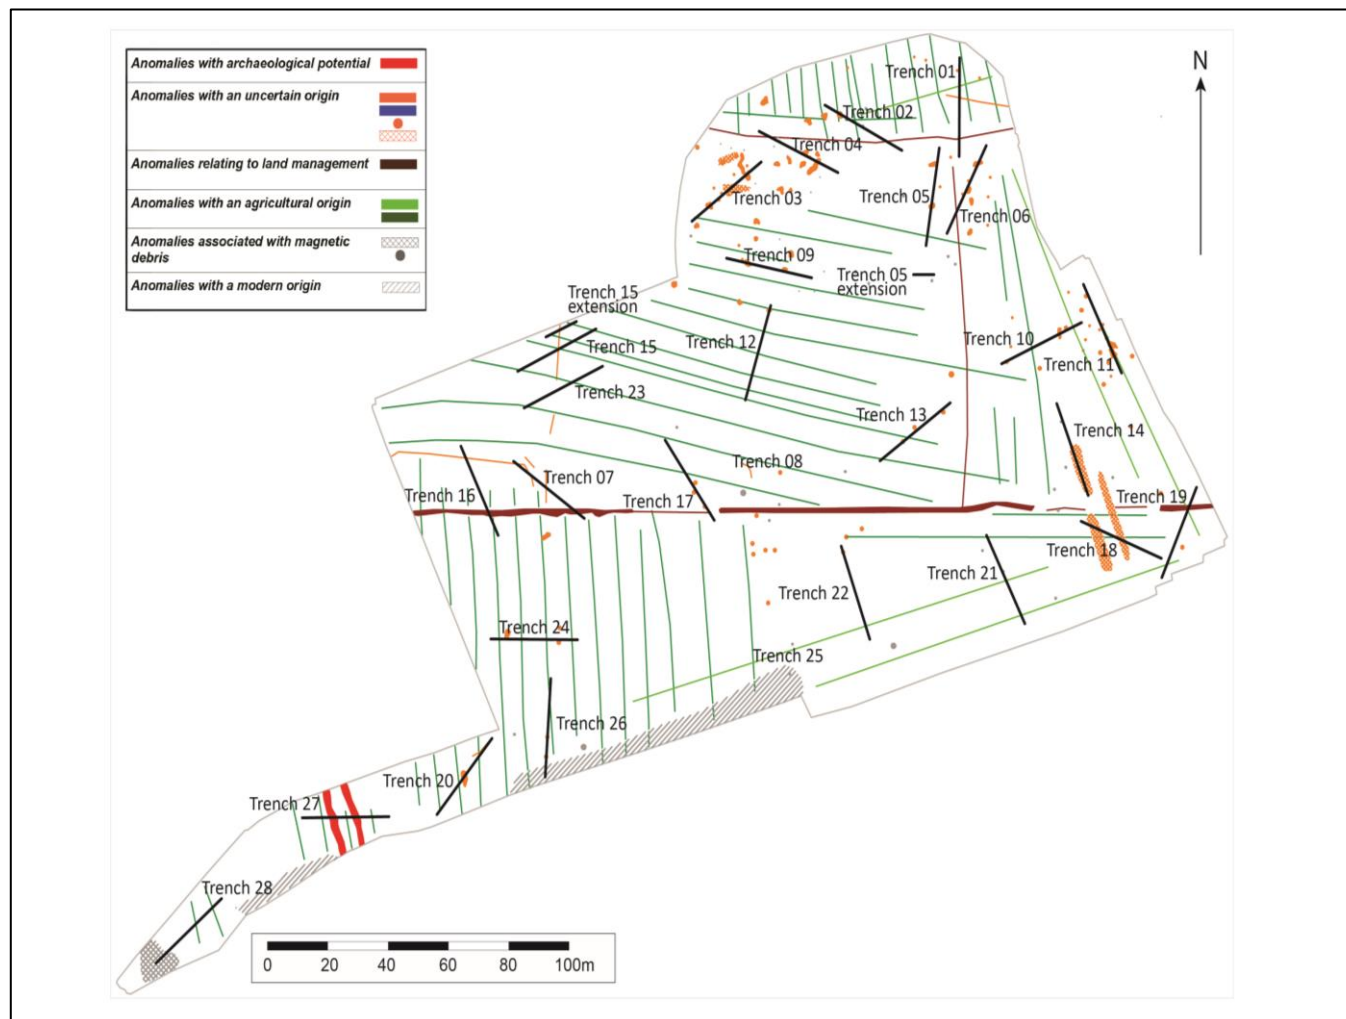 Anomalies with archaeological potential
Anomalies with an uncertain origin
Anomalies relating to land management
Anomalies with an agricultural origin
Anomalies associated with magnetic
debris
Anomalies with a modern origin
N
Trench 01
Trench 02
Trench 04
Trench 03
Trench 05
Trench 06
Trench 09
Trench 05
extension
Trench 15
extension
Trench 15
Trench 12
Trench 10
Trench 11
Trench 23
Trench 13
Trench 14
Trench 08
Trench 07
Trench 16
Trench 17
Trench 19
Trench 18
Trench 21
Trench 22
Trench 24
Trench 25
Trench 26
Trench 20
Trench 27
Trench 28
0 20 40 60 80 100m